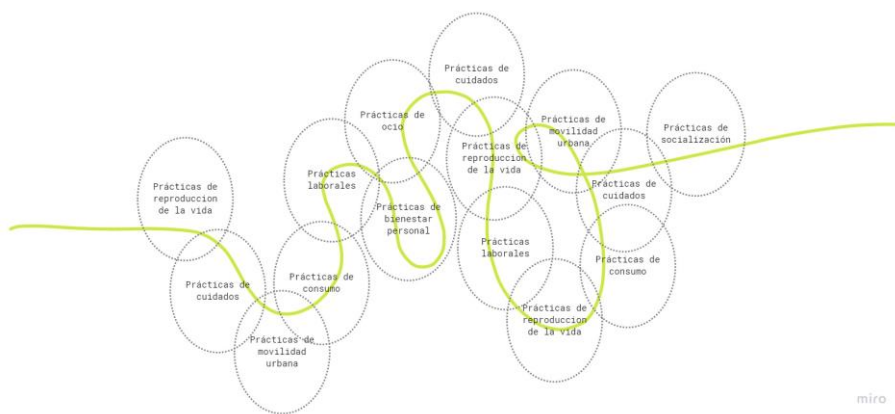 Prácticas de
reproduccion
de la vida
Prácticas de
cuidados
Prácticas de
movilidad
urbana
Prácticas de
consumo
Prácticas
laborales
Prácticas de
ocio
Prácticas de
bienestar
personal
Prácticas de
cuidados
Prácticas de
reproduccion
de la vida
Prácticas
laborales
Prácticas de
reproduccion
de la vida
Prácticas de
consumo
Prácticas de
cuidados
Prácticas de
movilidad
urbana
Prácticas de
socialización
miro